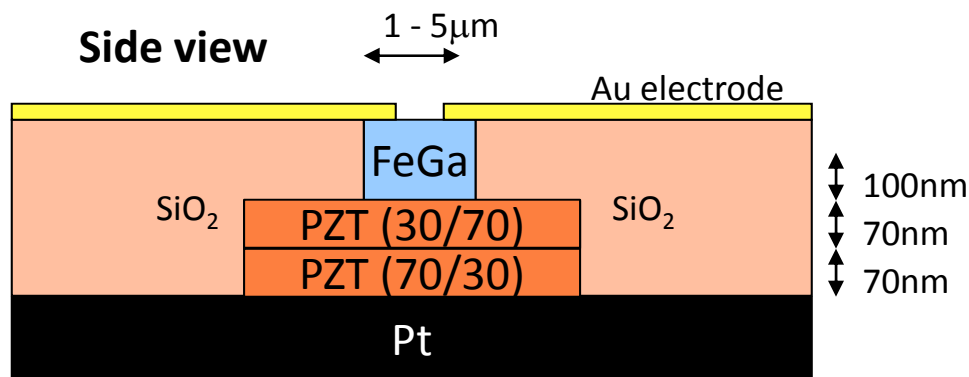 1 - 5μm
Side view
Au electrode
FeGa
100nm
SiO₂
SiO₂
PZT (30/70)
70nm
PZT (70/30)
70nm
Pt